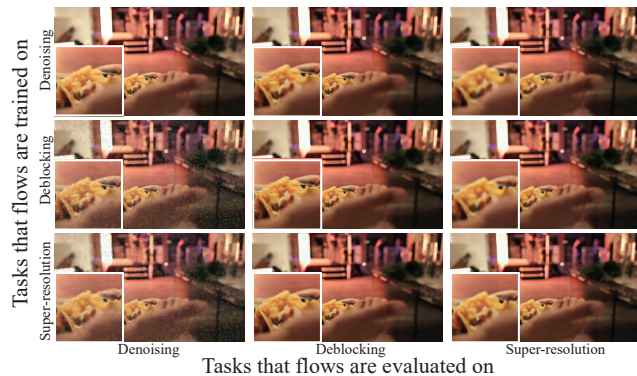 Tasks that flows are trained on
Denoising
Deblocking
Super-resolution
Denoising
Deblocking
Super-resolution
Tasks that flows are evaluated on